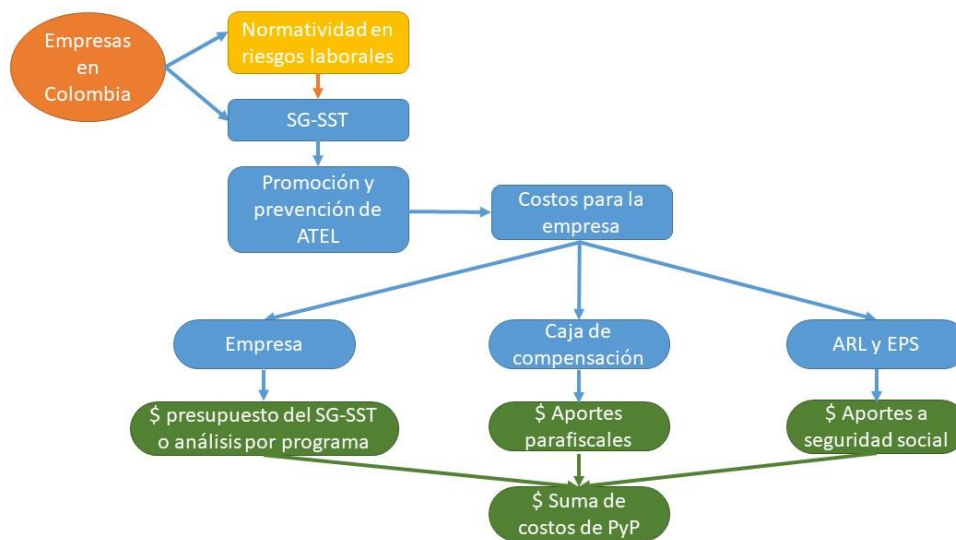 Empresas
en
Colombia
Normatividad en
riesgos laborales
SG-SST
Promoción y
prevención de
ATEL
Costos para la
empresa
Empresa
Caja de
compensación
ARL y EPS
$ presupuesto del SG-SST
o análisis por programa
$ Aportes
parafiscales
$ Aportes a
seguridad social
$ Suma de
costos de PyP